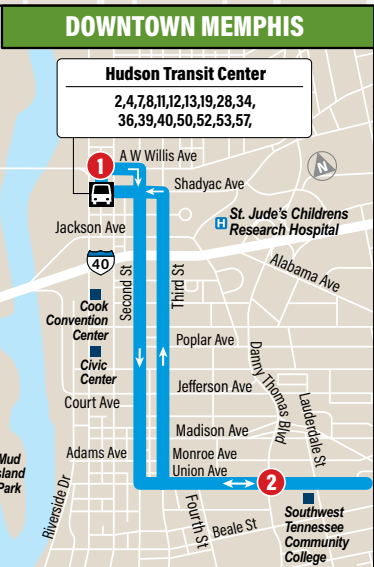 DOWNTOWN MEMPHIS
Hudson Transit Center
2,4,7,8,11,12,13,19,28,34,
36,39,40,50,52,53,57,
1
A W Willis Ave
N
Shadyac Ave
H
St. Jude's Childrens
Research Hospital
Jackson Ave
40
Alabama Ave
Second St
Third St
Cook
Convention
Center
Poplar Ave
Danny Thomas Blvd
Lauderdale St
Civic
Center
Jefferson Ave
Court Ave
Madison Ave
Mud
Island
Park
Adams Ave
Monroe Ave
Union Ave
2
Riverside Dr
Fourth St
Beale St
Southwest
Tennessee
Community
College